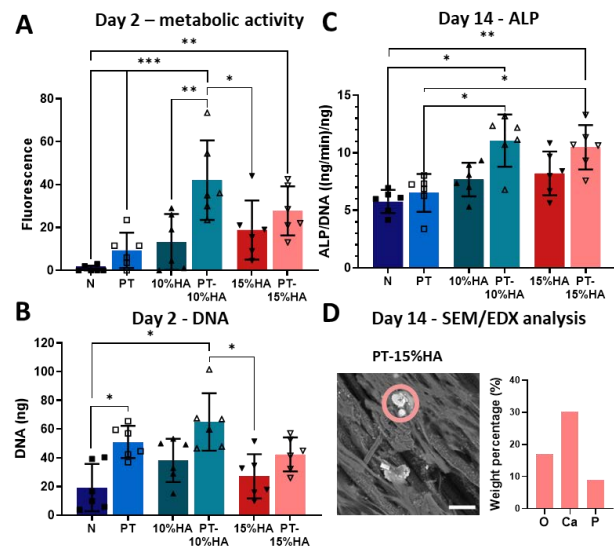 A
Day 2 – metabolic activity
**
***
**
*
80
60
40
20
0
Fluorescence
N PT 10%HA PT-10%HA 15%HA PT-15%HA
B
Day 2 - DNA
*
*
*
120
100
80
60
40
20
0
DNA (ng)
N PT 10%HA PT-10%HA 15%HA PT-15%HA
C
Day 14 - ALP
**
*
*
*
15
10
5
0
ALP/DNA ((ng/min)/ng)
N PT 10%HA PT-10%HA 15%HA PT-15%HA
D
Day 14 - SEM/EDX analysis
PT-15%HA
40
30
20
10
0
Weight percentage (%)
O Ca P